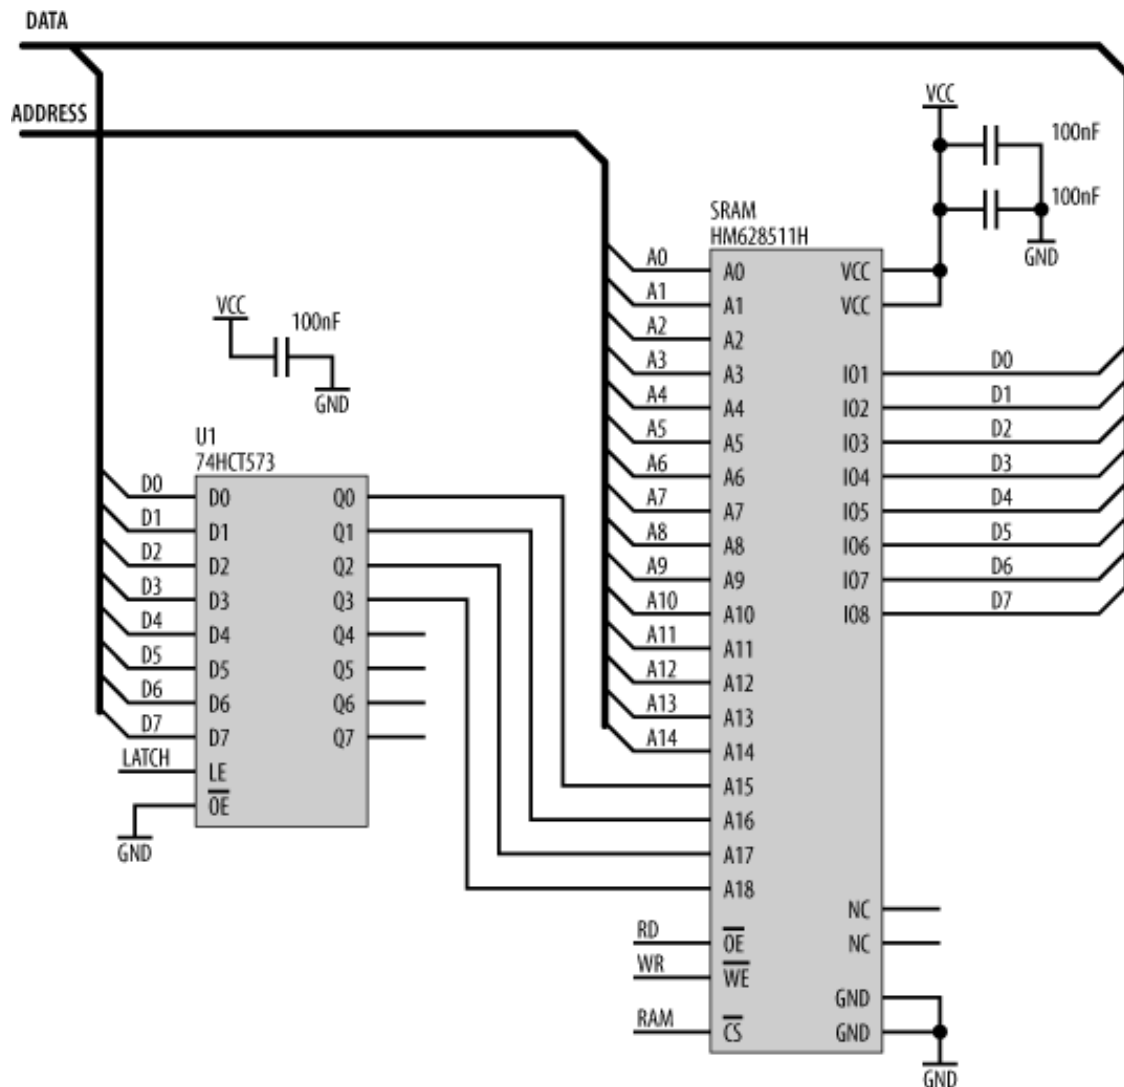 DATA
ADDRESS
VCC
100nF
100nF
GND
SRAM
HM628511H
A0 A0 VCC
A1 A1 VCC
A2 A2
A3 A3 IO1 D0
A4 A4 IO2 D1
A5 A5 IO3 D2
A6 A6 IO4 D3
A7 A7 IO5 D4
A8 A8 IO6 D5
A9 A9 IO7 D6
A10 A10 IO8 D7
A11 A11
A12 A12
A13 A13
A14 A14
A15
A16
A17
A18
NC
RD OE NC
WR WE
GND
RAM CS GND
GND
VCC
100nF
GND
U1
74HCT573
D0 D0 Q0
D1 D1 Q1
D2 D2 Q2
D3 D3 Q3
D4 D4 Q4
D5 D5 Q5
D6 D6 Q6
D7 D7 Q7
LATCH LE
OE
GND